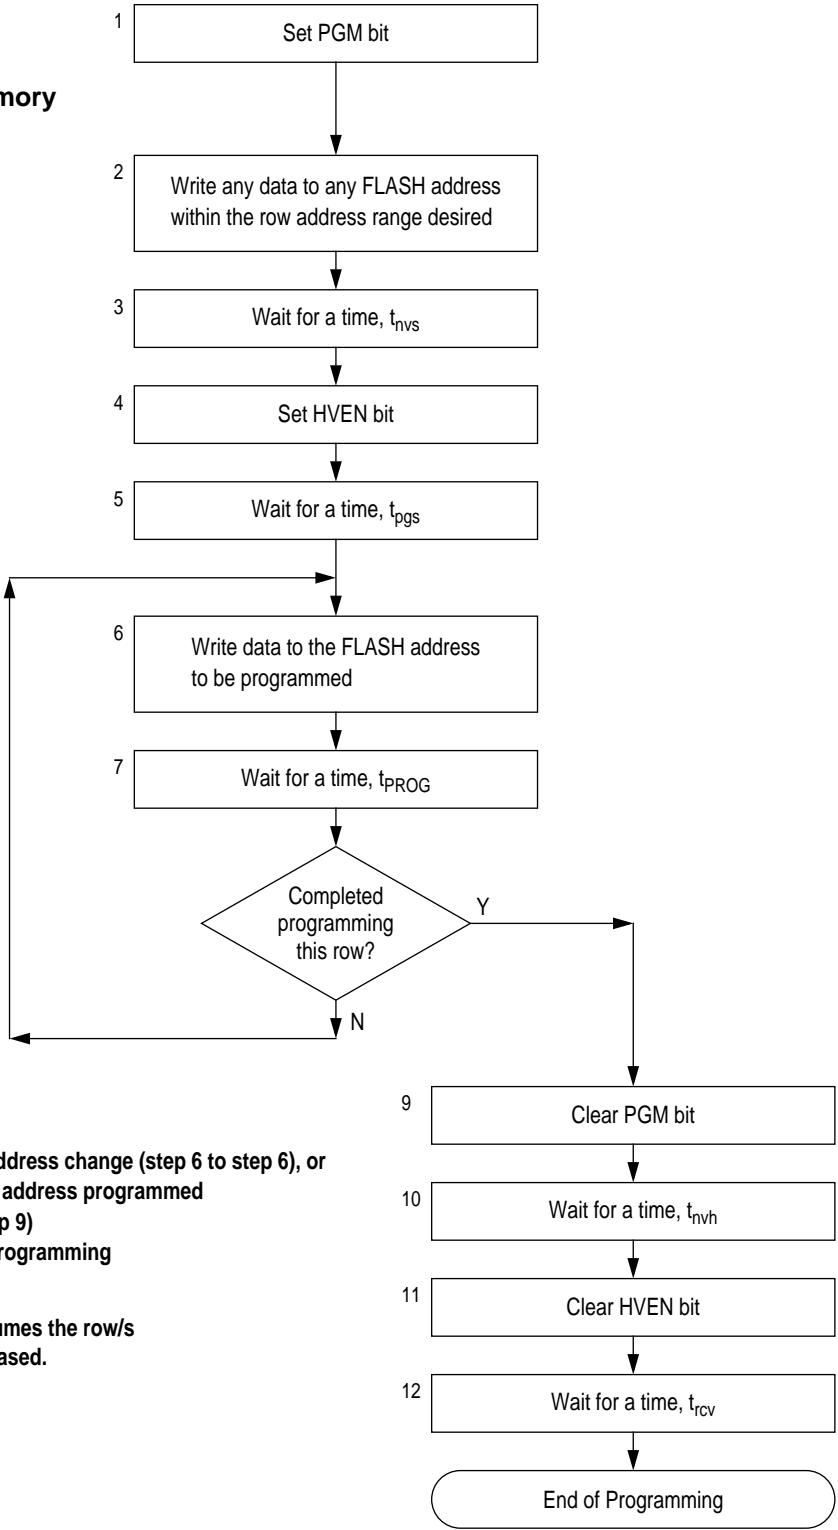 1
Set PGM bit
mory
2
Write any data to any FLASH address
within the row address range desired
3
Wait for a time, tnvs
4
Set HVEN bit
5
Wait for a time, tpgs
6
Write data to the FLASH address
to be programmed
7
Wait for a time, tPROG
Completed
programming
this row?
Y
N
9
Clear PGM bit
ddress change (step 6 to step 6), or
address programmed
p 9)
rogramming
10
Wait for a time, tnvh
11
Clear HVEN bit
umes the row/s
ased.
12
Wait for a time, trcv
End of Programming